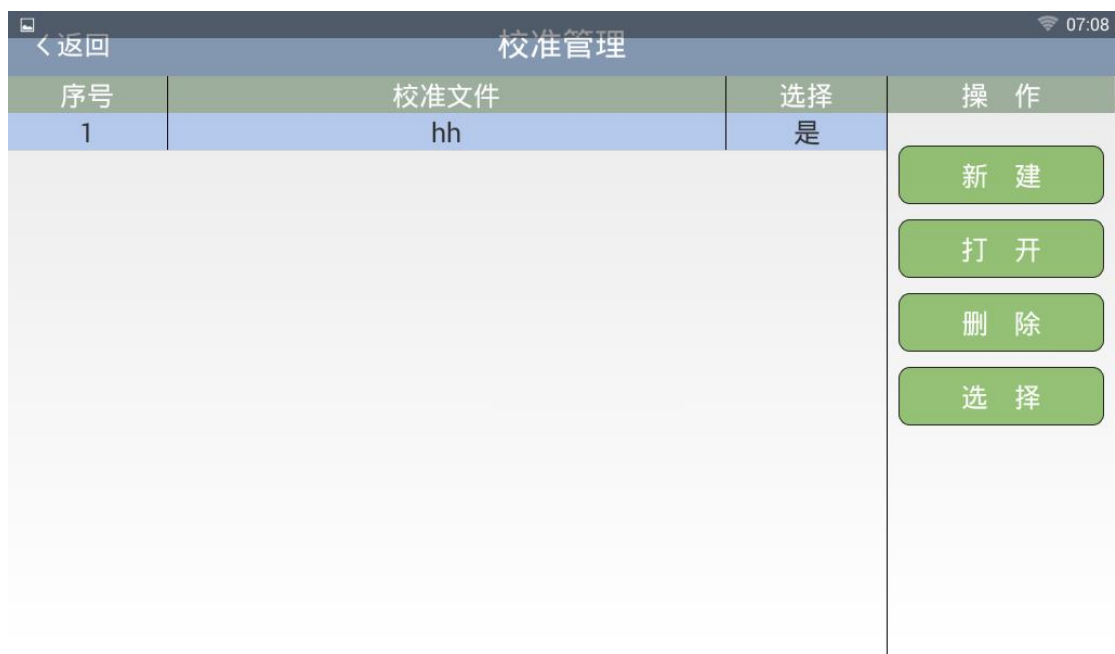 07:08
返回 校准管理
序号 校准文件 选择 操 作
1 hh 是
新 建
打 开
删 除
选 择